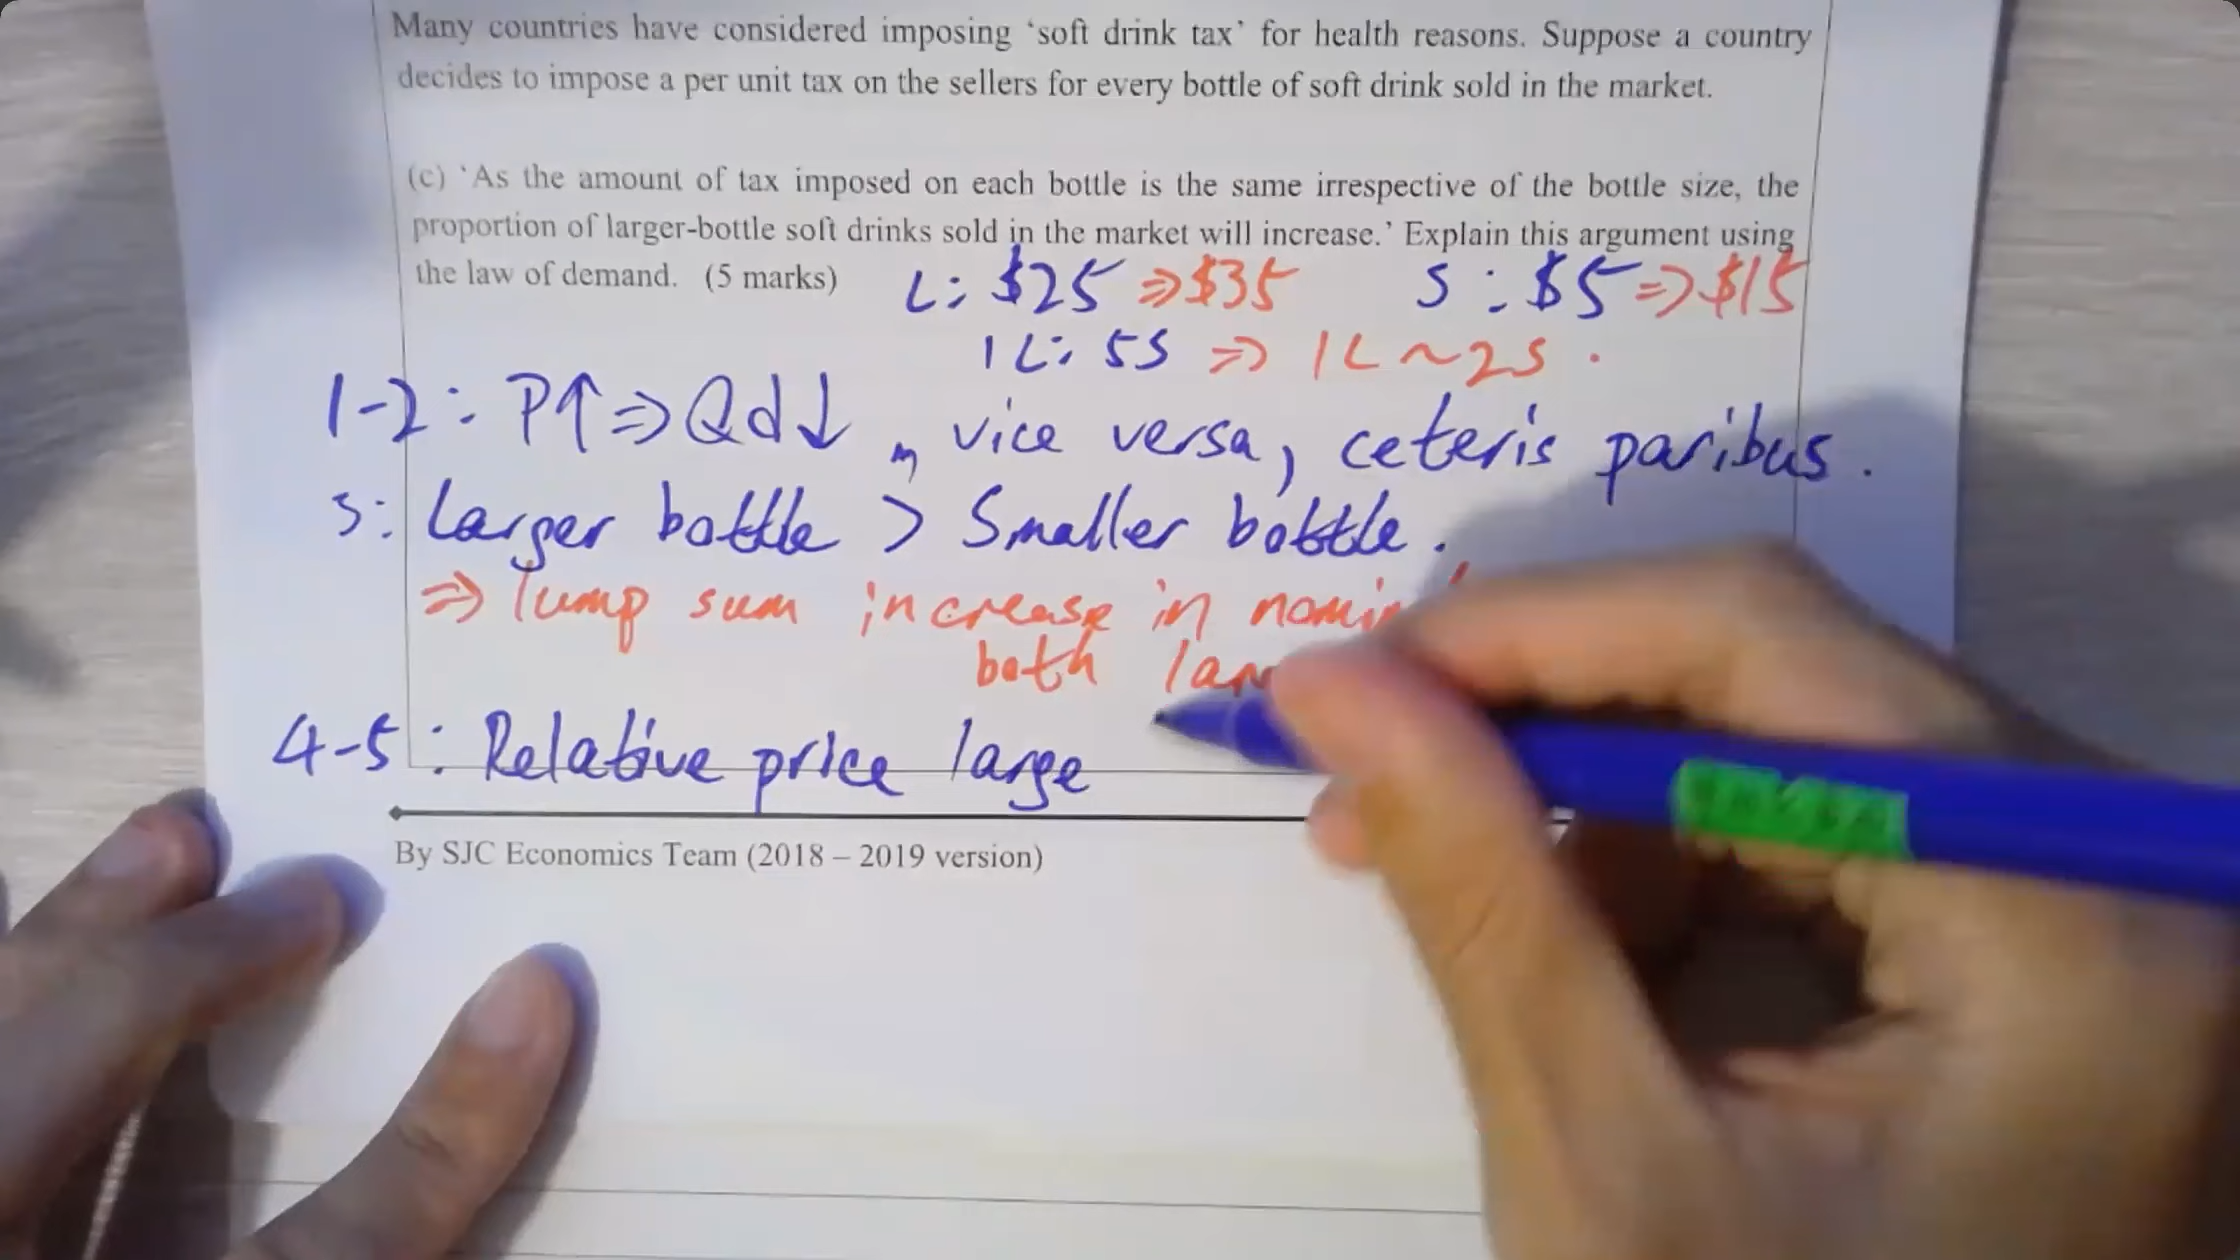 Many countries have considered imposing ‘soft drink tax’ for health reasons. Suppose a country
decides to impose a per unit tax on the sellers for every bottle of soft drink sold in the market.
(c) ‘As the amount of tax imposed on each bottle is the same irrespective of the bottle size, the
proportion of larger-bottle soft drinks sold in the market will increase.’ Explain this argument using
the law of demand. (5 marks)
L: $25 ⇒ $35 S: $5 ⇒ $15
1L: 5S ⇒ 1L ~ 2S.
1-2: P↑ ⇒ Qd↓, vice versa, ceteris paribus.
3: Larger bottle > Smaller bottle.
⇒ lump sum increase in
both
4-5: Relative price large
By SJC Economics Team (2018 – 2019 version)